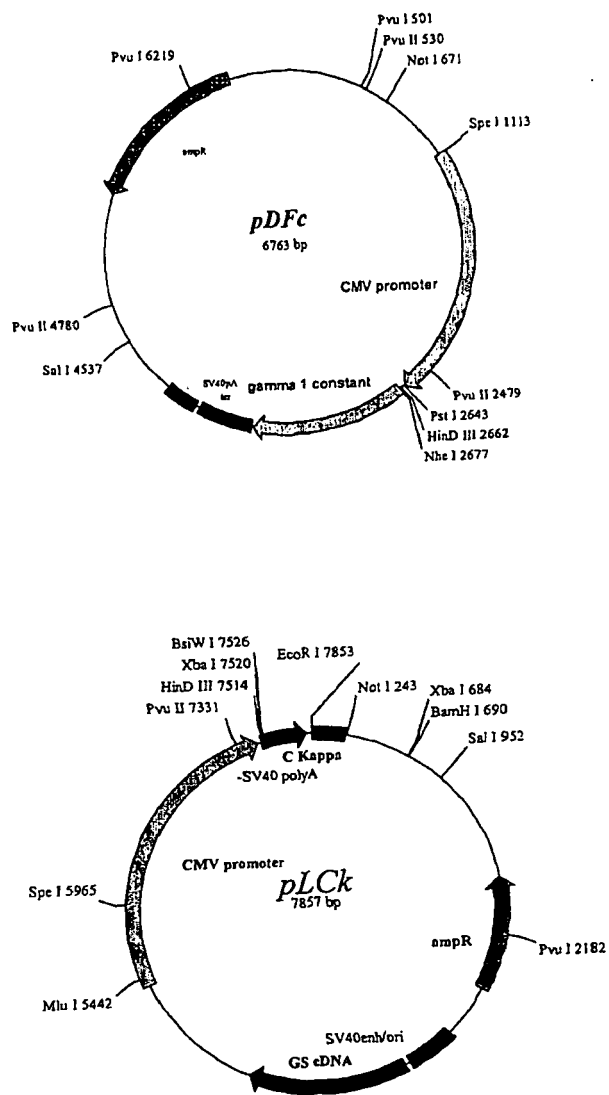 Pvu I 501
Pvu II 530
Pvu I 6219
Not I 671
Spe I 1113
ampR
pDFc
6763 bp
CMV promoter
Pvu II 4780
Sal I 4537
SV40pA
ter
gamma 1 constant
Pvu II 2479
Pst I 2643
HinD III 2662
Nhe I 2677
BsiW I 7526
EcoR I 7853
Xba I 7520
HinD III 7514
Not I 243
Xba I 684
Pvu II 7331
BamH I 690
Sal I 952
C Kappa
-SV40 polyA
CMV promoter
pLCk
7857 bp
Spe I 5965
ampR
Pvu I 2182
Mlu I 5442
SV40enh/ori
GS cDNA